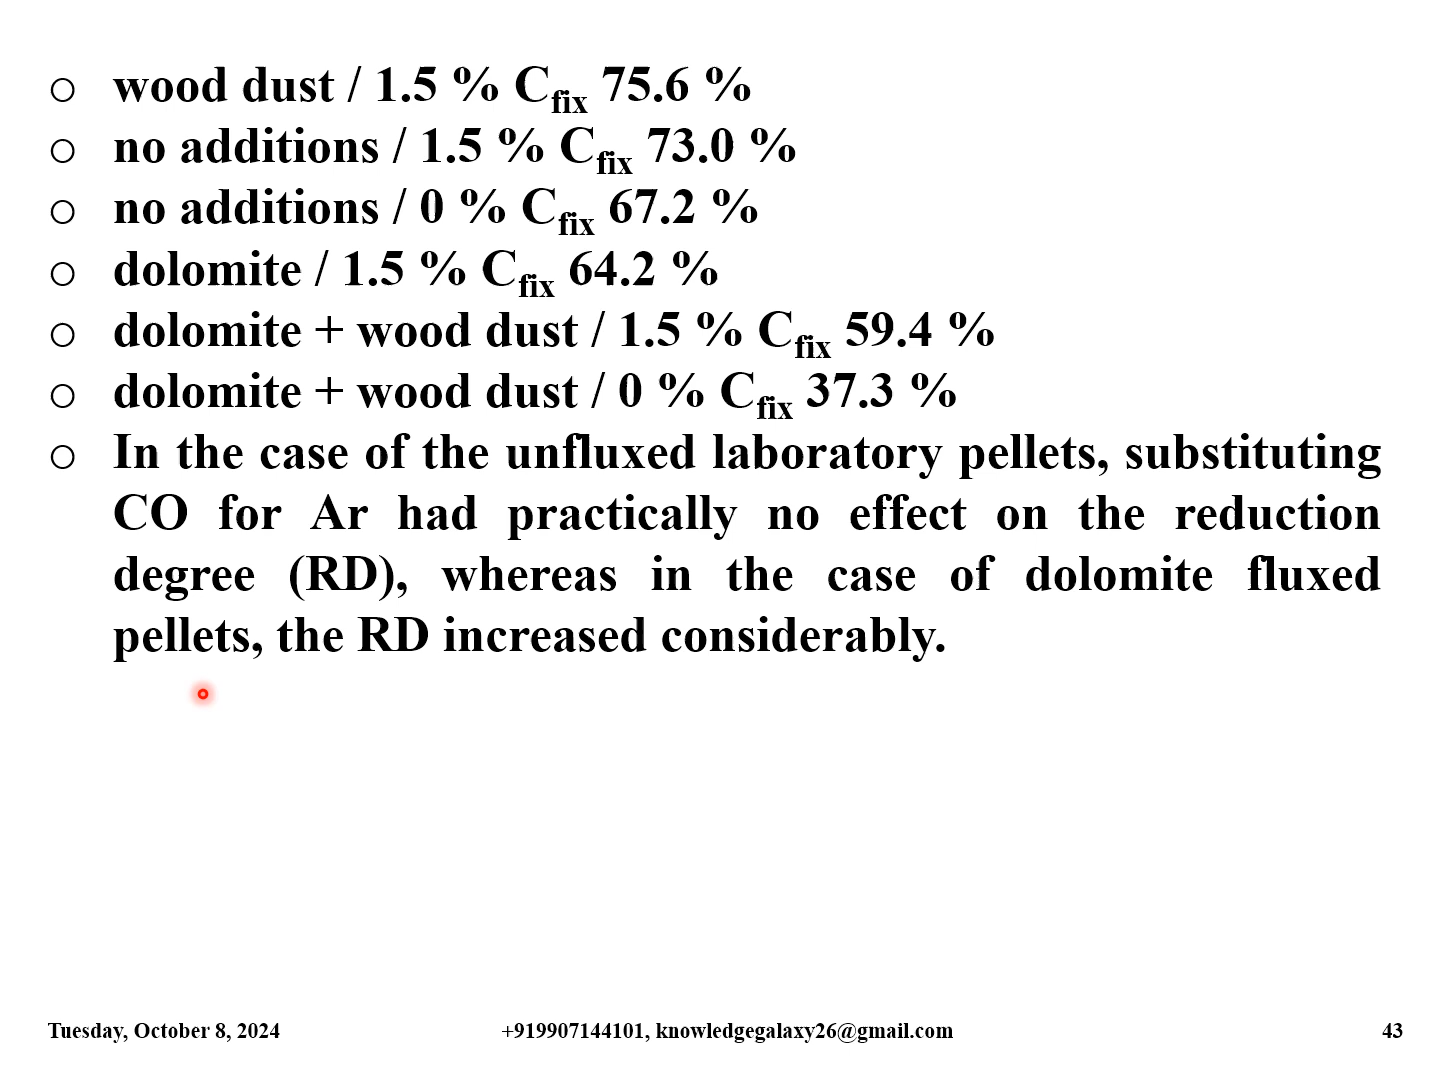 ○ wood dust / 1.5 % Cfix 75.6 %
○ no additions / 1.5 % Cfix 73.0 %
○ no additions / 0 % Cfix 67.2 %
○ dolomite / 1.5 % Cfix 64.2 %
○ dolomite + wood dust / 1.5 % Cfix 59.4 %
○ dolomite + wood dust / 0 % Cfix 37.3 %
○ In the case of the unfluxed laboratory pellets, substituting
CO for Ar had practically no effect on the reduction
degree (RD), whereas in the case of dolomite fluxed
pellets, the RD increased considerably.
Tuesday, October 8, 2024 +919907144101, knowledgegalaxy26@gmail.com 43